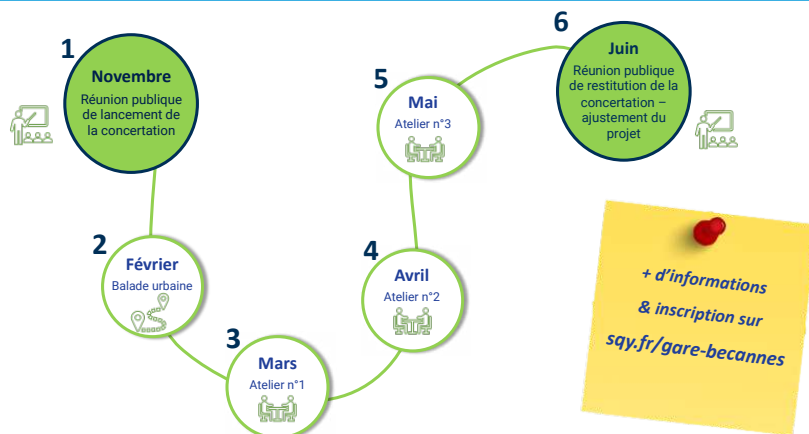 1
Novembre
Réunion publique
de lancement de
la concertation
2
Février
Balade urbaine
3
Mars
Atelier n°1
4
Avril
Atelier n°2
5
Mai
Atelier n°3
6
Juin
Réunion publique
de restitution de la
concertation –
ajustement du
projet
+ d'informations
& inscription sur
sqy.fr/gare-becannes